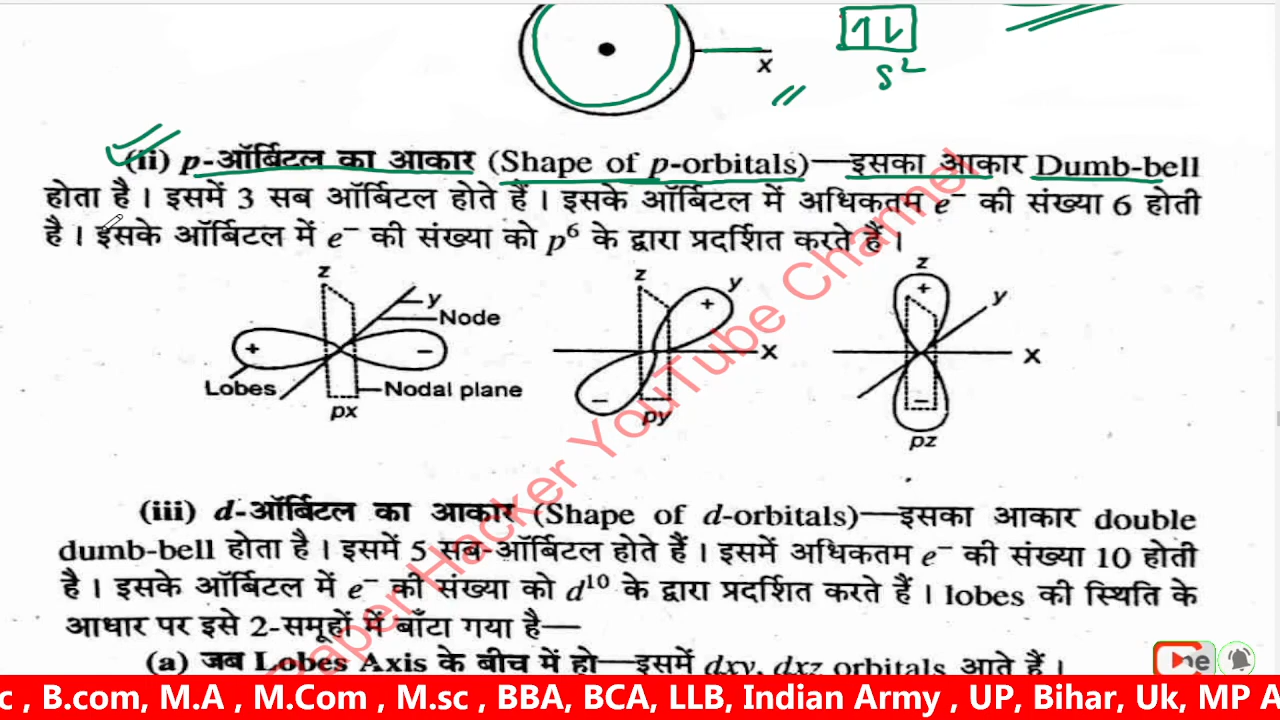 x
1↓
s²
(ii) p-ऑर्बिटल का आकार (Shape of p-orbitals)—इसका आकार Dumb-bell
होता है। इसमें 3 सब ऑर्बिटल होते हैं। इसके ऑर्बिटल में अधिकतम e⁻ की संख्या 6 होती
है। इसके ऑर्बिटल में e⁻ की संख्या को p⁶ के द्वारा प्रदर्शित करते हैं।
z
y
Node
+
−
Lobes
Nodal plane
px
z
y
+
x
−
py
z
+
y
x
−
pz
Paper Hacker YouTube Channel
(iii) d-ऑर्बिटल का आकार (Shape of d-orbitals)—इसका आकार double
dumb-bell होता है। इसमें 5 सब-ऑर्बिटल होते हैं। इसमें अधिकतम e⁻ की संख्या 10 होती
है। इसके ऑर्बिटल में e⁻ की संख्या को d¹⁰ के द्वारा प्रदर्शित करते हैं। lobes की स्थिति के
आधार पर इसे 2-समूहों में बाँटा गया है—
(a) जब Lobes Axis के बीच में हो—इसमें dxy, dxz orbitals आते हैं।
c , B.com, M.A , M.Com , M.sc , BBA, BCA, LLB, Indian Army , UP, Bihar, Uk, MP A